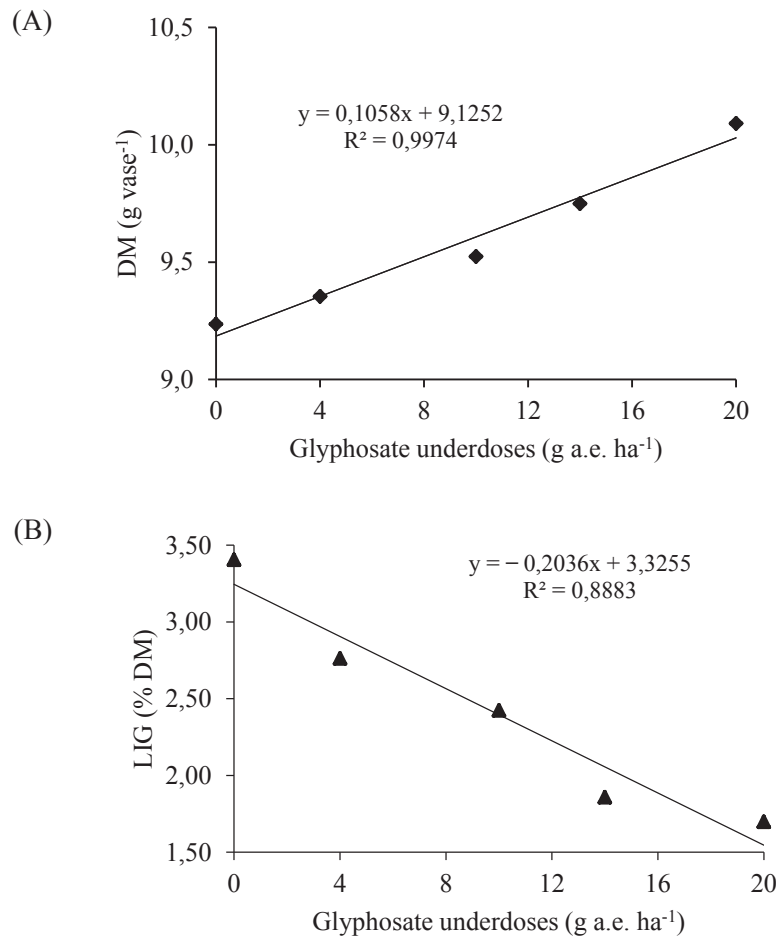 (A)
10,5
10,0
9,5
9,0
DM (g vase⁻¹)
y = 0,1058x + 9,1252
R² = 0,9974
0 4 8 12 16 20
Glyphosate underdoses (g a.e. ha⁻¹)
(B)
3,50
3,00
2,50
2,00
1,50
LIG (% DM)
y = − 0,2036x + 3,3255
R² = 0,8883
0 4 8 12 16 20
Glyphosate underdoses (g a.e. ha⁻¹)